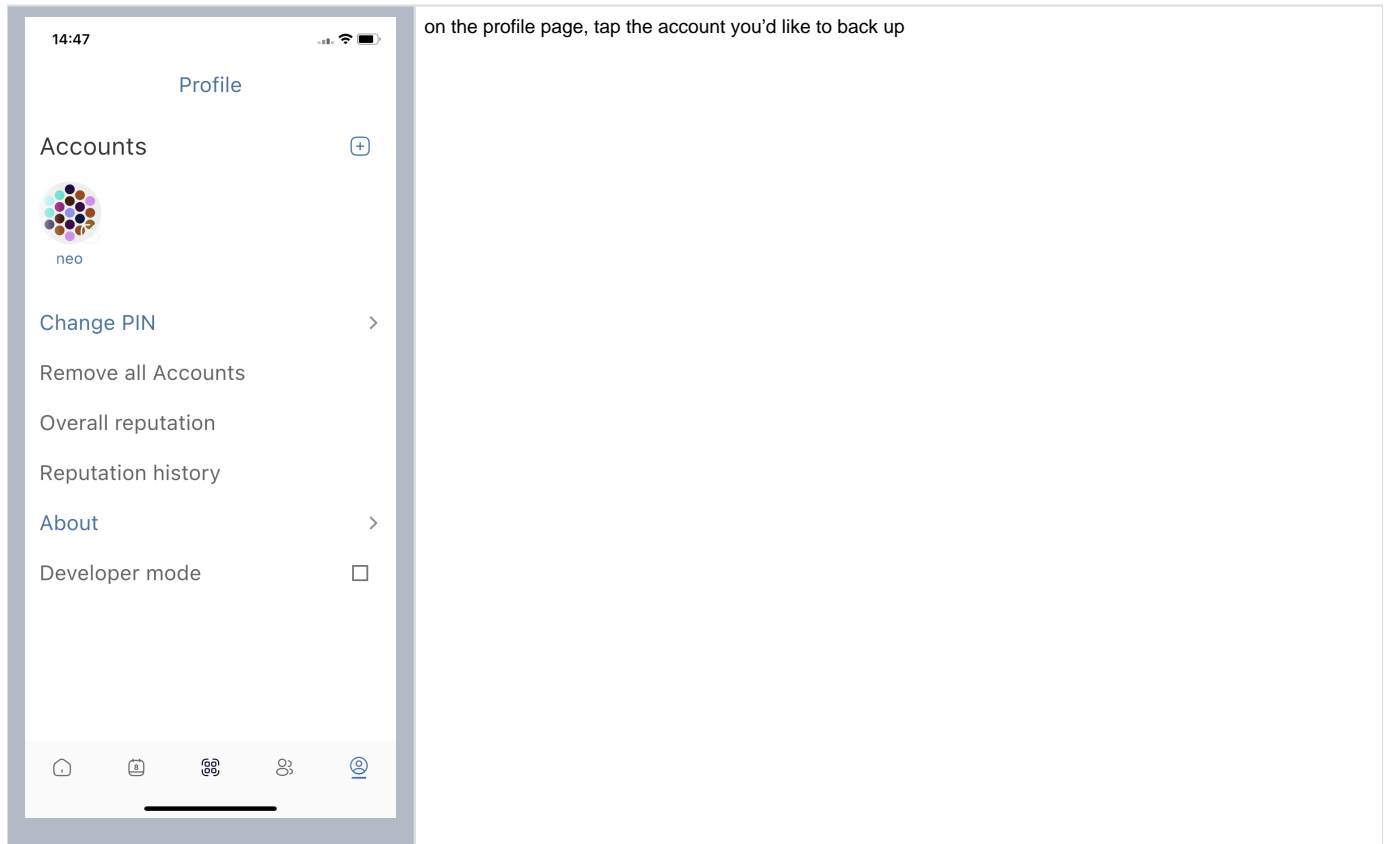 14:47
on the profile page, tap the account you’d like to back up
Profile
Accounts
neo
Change PIN
Remove all Accounts
Overall reputation
Reputation history
About
Developer mode
8